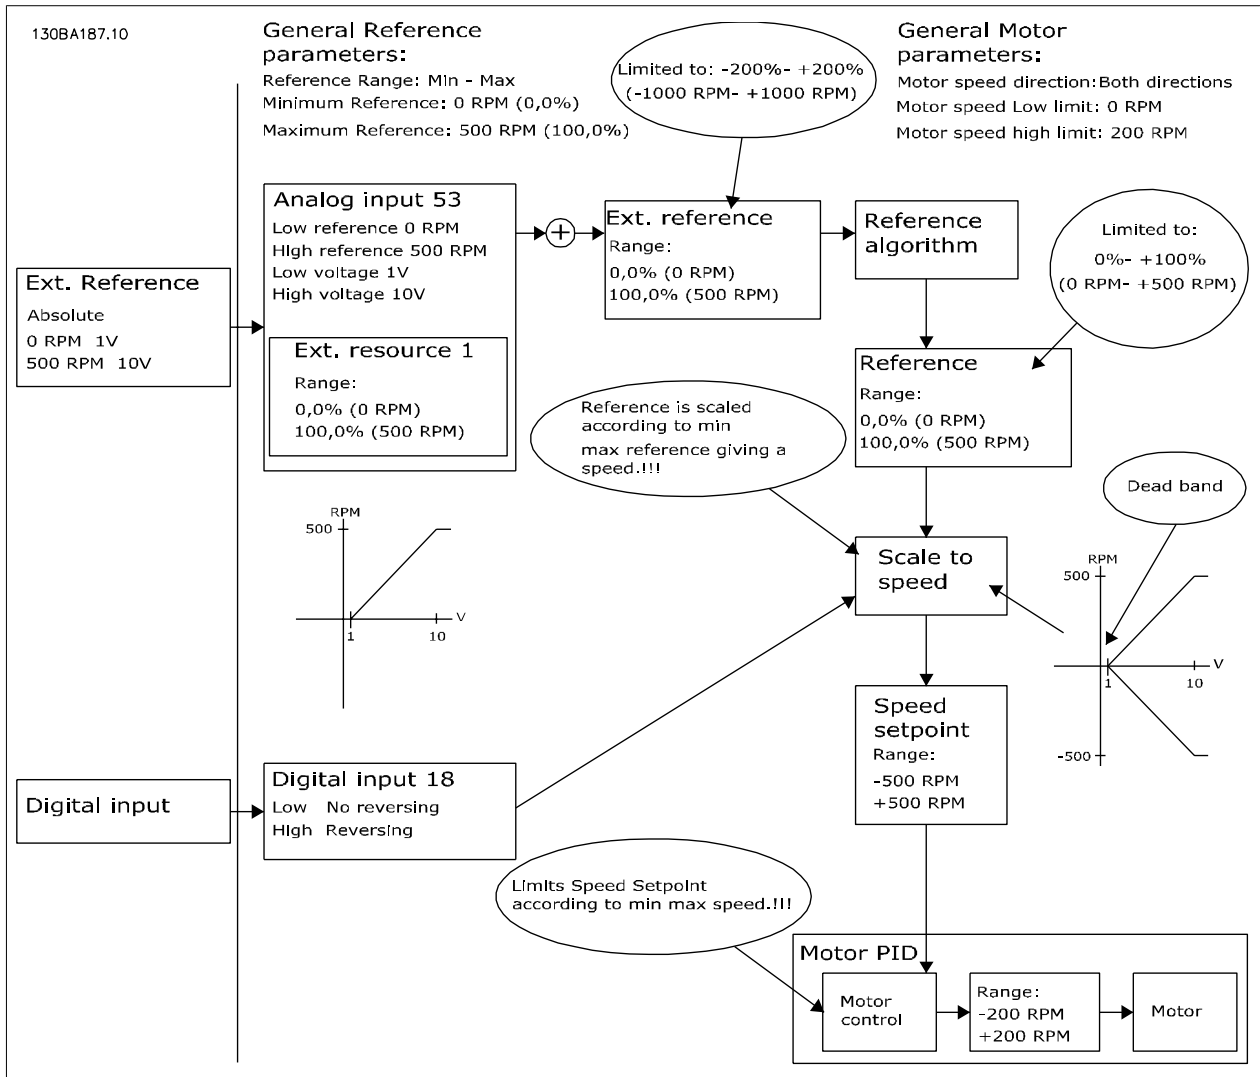 130BA187.10
General Reference
parameters:
Reference Range: Min - Max
Minimum Reference: 0 RPM (0,0%)
Maximum Reference: 500 RPM (100,0%)
Limited to: -200%- +200%
(-1000 RPM- +1000 RPM)
General Motor
parameters:
Motor speed direction:Both directions
Motor speed Low limit: 0 RPM
Motor speed high limit: 200 RPM
Ext. Reference
Absolute
0 RPM 1V
500 RPM 10V
Analog input 53
Low reference 0 RPM
High reference 500 RPM
Low voltage 1V
High voltage 10V
Ext. resource 1
Range:
0,0% (0 RPM)
100,0% (500 RPM)
+
Ext. reference
Range:
0,0% (0 RPM)
100,0% (500 RPM)
Reference
algorithm
Limited to:
0%- +100%
(0 RPM- +500 RPM)
Reference
Range:
0,0% (0 RPM)
100,0% (500 RPM)
Reference is scaled
according to min
max reference giving a
speed.!!!
Dead band
RPM
500
1
10
V
Scale to
speed
RPM
500
1
10
V
-500
Speed
setpoint
Range:
-500 RPM
+500 RPM
Digital input
Digital input 18
Low No reversing
High Reversing
Limits Speed Setpoint
according to min max speed.!!!
Motor PID
Motor
control
Range:
-200 RPM
+200 RPM
Motor